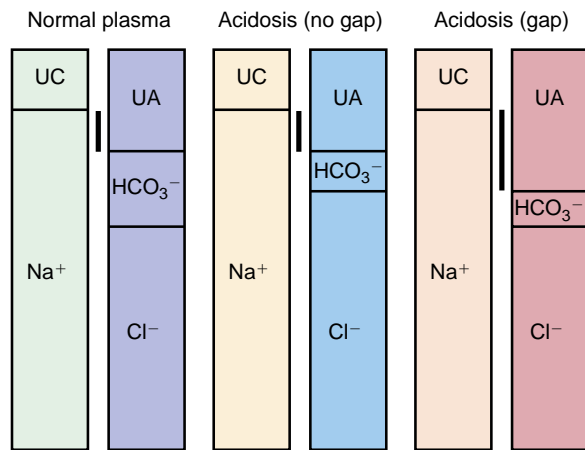 Normal plasma
Acidosis (no gap)
Acidosis (gap)
UC
UA
HCO₃⁻
Na⁺
Cl⁻
UC
UA
HCO₃⁻
Na⁺
Cl⁻
UC
UA
HCO₃⁻
Na⁺
Cl⁻